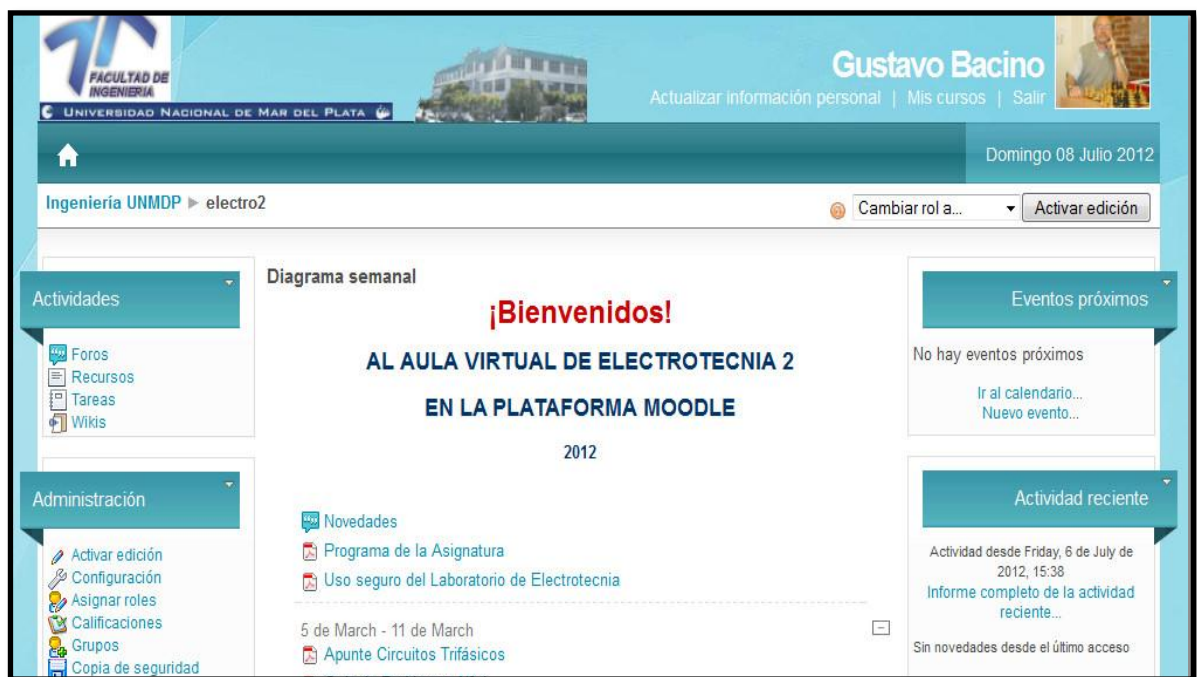 FACULTAD DE
INGENIERIA
UNIVERSIDAD NACIONAL DE MAR DEL PLATA
Gustavo Bacino
Actualizar información personal | Mis cursos | Salir
Domingo 08 Julio 2012
Ingeniería UNMDP ► electro2
Cambiar rol a...
Activar edición
Actividades
Foros
Recursos
Tareas
Wikis
Administración
Activar edición
Configuración
Asignar roles
Calificaciones
Grupos
Copia de seguridad
Diagrama semanal
¡Bienvenidos!
AL AULA VIRTUAL DE ELECTROTECNIA 2
EN LA PLATAFORMA MOODLE
2012
Novedades
Programa de la Asignatura
Uso seguro del Laboratorio de Electrotecnia
5 de March - 11 de March
Apunte Circuitos Trifásicos
Eventos próximos
No hay eventos próximos
Ir al calendario...
Nuevo evento...
Actividad reciente
Actividad desde Friday, 6 de July de
2012, 15:38
Informe completo de la actividad
reciente...
Sin novedades desde el último acceso